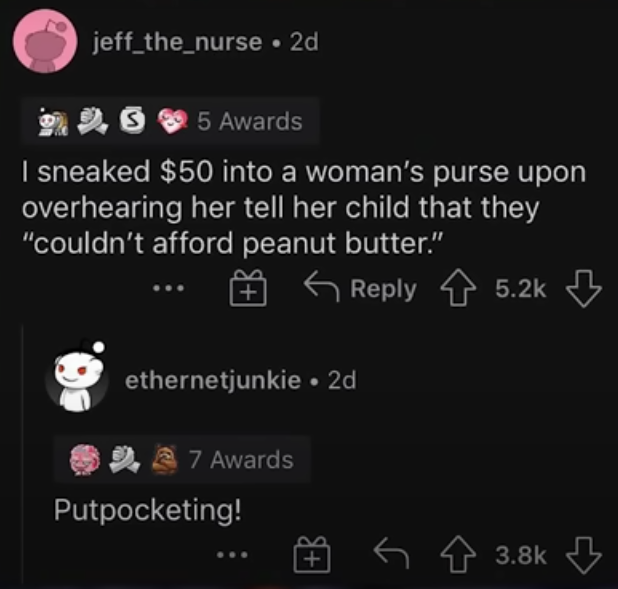 jeff_the_nurse • 2d
5 Awards
I sneaked $50 into a woman's purse upon
overhearing her tell her child that they
"couldn't afford peanut butter."
... Reply 5.2k
ethernetjunkie • 2d
7 Awards
Putpocketing!
... 3.8k